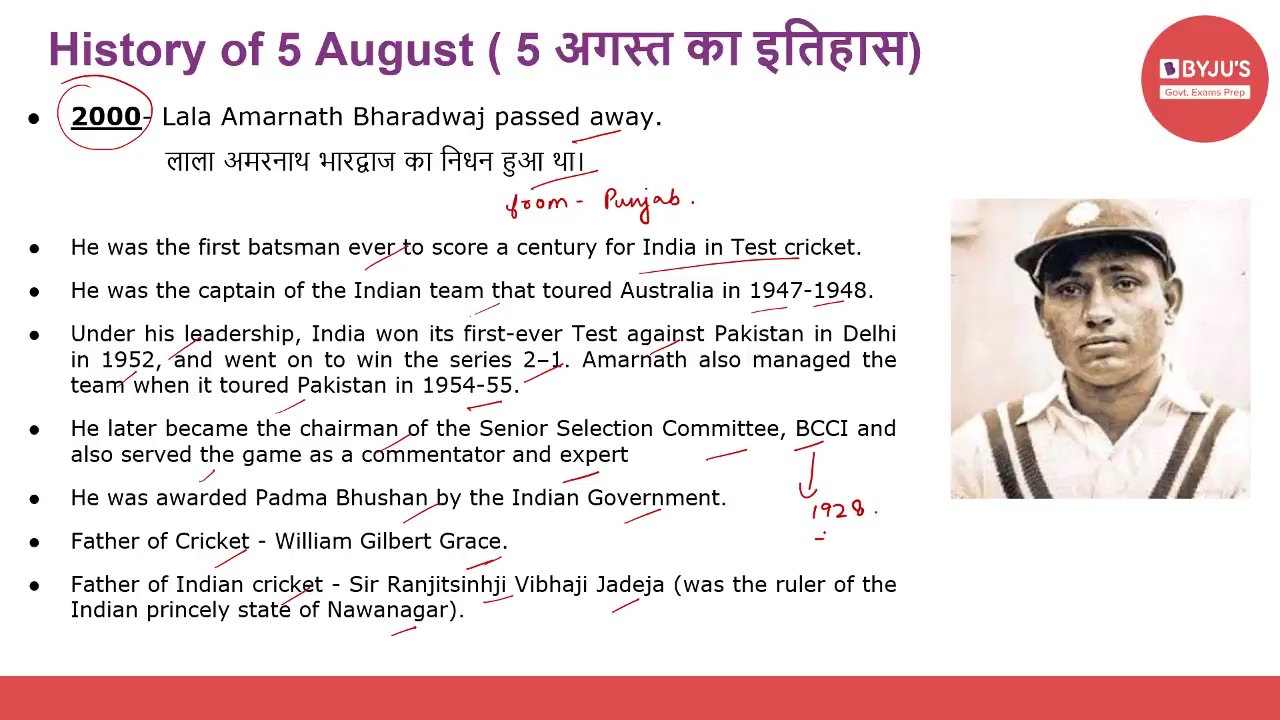 History of 5 August ( 5 अगस्त का इतिहास)
BYJU'S
Govt. Exams Prep
● 2000- Lala Amarnath Bharadwaj passed away.
लाला अमरनाथ भारद्वाज का निधन हुआ था।
from - Punjab.
● He was the first batsman ever to score a century for India in Test cricket.
● He was the captain of the Indian team that toured Australia in 1947-1948.
● Under his leadership, India won its first-ever Test against Pakistan in Delhi
in 1952, and went on to win the series 2–1. Amarnath also managed the
team when it toured Pakistan in 1954-55.
● He later became the chairman of the Senior Selection Committee, BCCI and
also served the game as a commentator and expert
● He was awarded Padma Bhushan by the Indian Government.
1928.
● Father of Cricket - William Gilbert Grace.
● Father of Indian cricket - Sir Ranjitsinhji Vibhaji Jadeja (was the ruler of the
Indian princely state of Nawanagar).